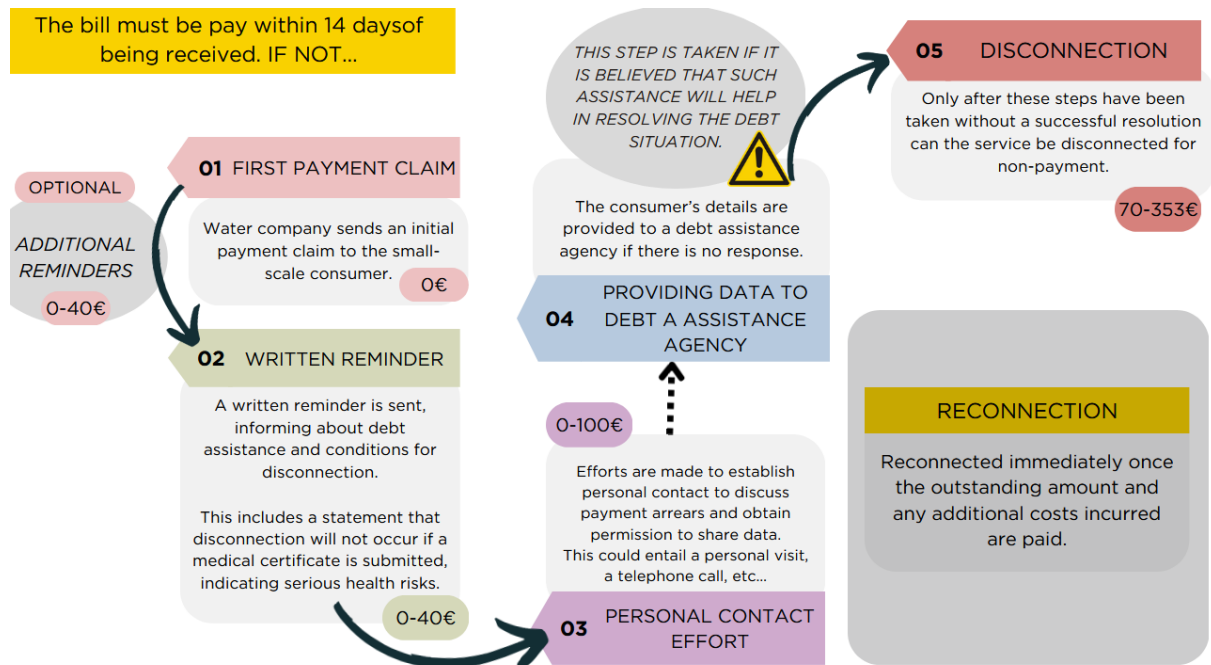 The bill must be pay within 14 daysof
being received. IF NOT...
01 FIRST PAYMENT CLAIM
Water company sends an initial
payment claim to the small-
scale consumer.
0€
OPTIONAL
ADDITIONAL
REMINDERS
0-40€
02 WRITTEN REMINDER
A written reminder is sent,
informing about debt
assistance and conditions for
disconnection.
This includes a statement that
disconnection will not occur if a
medical certificate is submitted,
indicating serious health risks.
0-40€
03 PERSONAL CONTACT
EFFORT
Efforts are made to establish
personal contact to discuss
payment arrears and obtain
permission to share data.
This could entail a personal visit,
a telephone call, etc...
0-100€
04 PROVIDING DATA TO
DEBT A ASSISTANCE
AGENCY
The consumer's details are
provided to a debt assistance
agency if there is no response.
THIS STEP IS TAKEN IF IT
IS BELIEVED THAT SUCH
ASSISTANCE WILL HELP
IN RESOLVING THE DEBT
SITUATION.
!
05 DISCONNECTION
Only after these steps have been
taken without a successful resolution
can the service be disconnected for
non-payment.
70-353€
RECONNECTION
Reconnected immediately once
the outstanding amount and
any additional costs incurred
are paid.